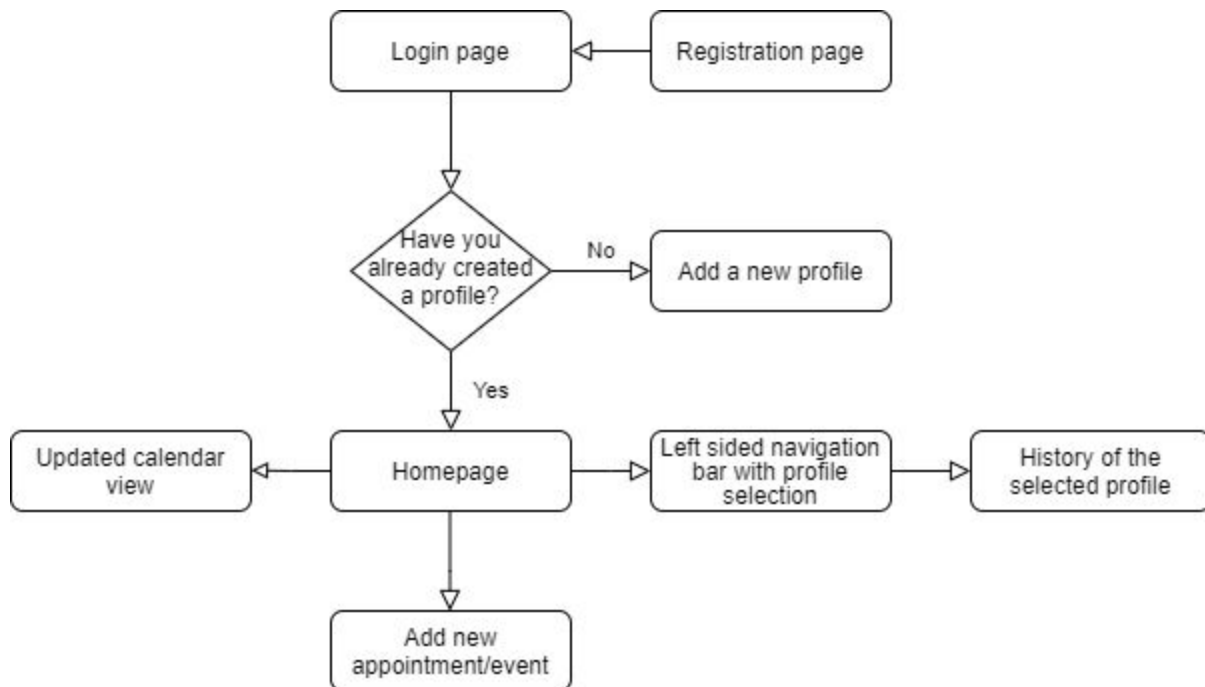 Login page
Registration page
Have you
already created
a profile?
No
Add a new profile
Yes
Updated calendar
view
Homepage
Left sided navigation
bar with profile
selection
History of the
selected profile
Add new
appointment/event